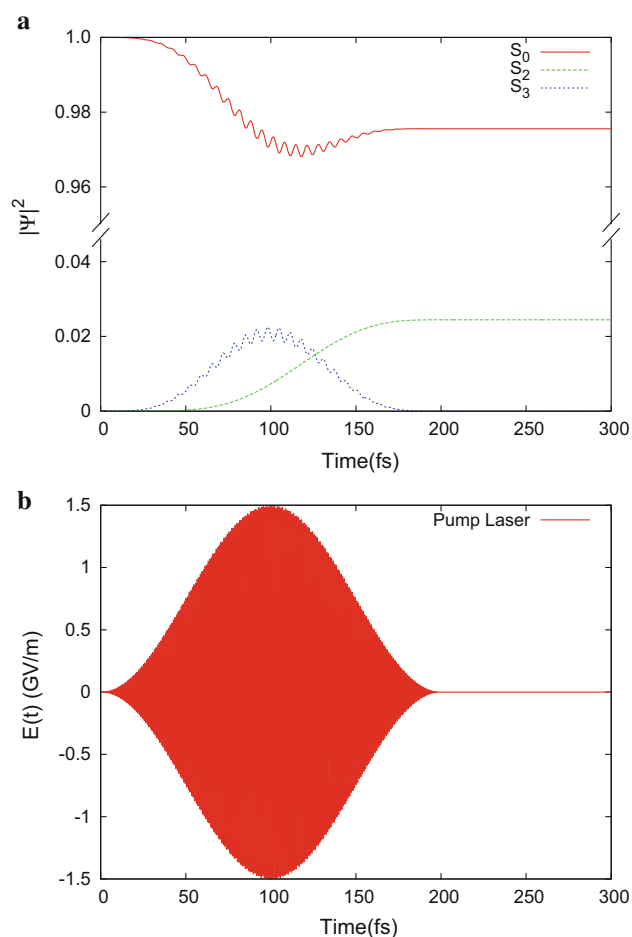 a
1.0
0.98
0.96
0.04
0.02
0
|Ψ|²
S₀
S₂
S₃
0 50 100 150 200 250 300
Time(fs)
b
1.5
1
0.5
0
-0.5
-1
-1.5
E(t) (GV/m)
Pump Laser
0 50 100 150 200 250 300
Time(fs)